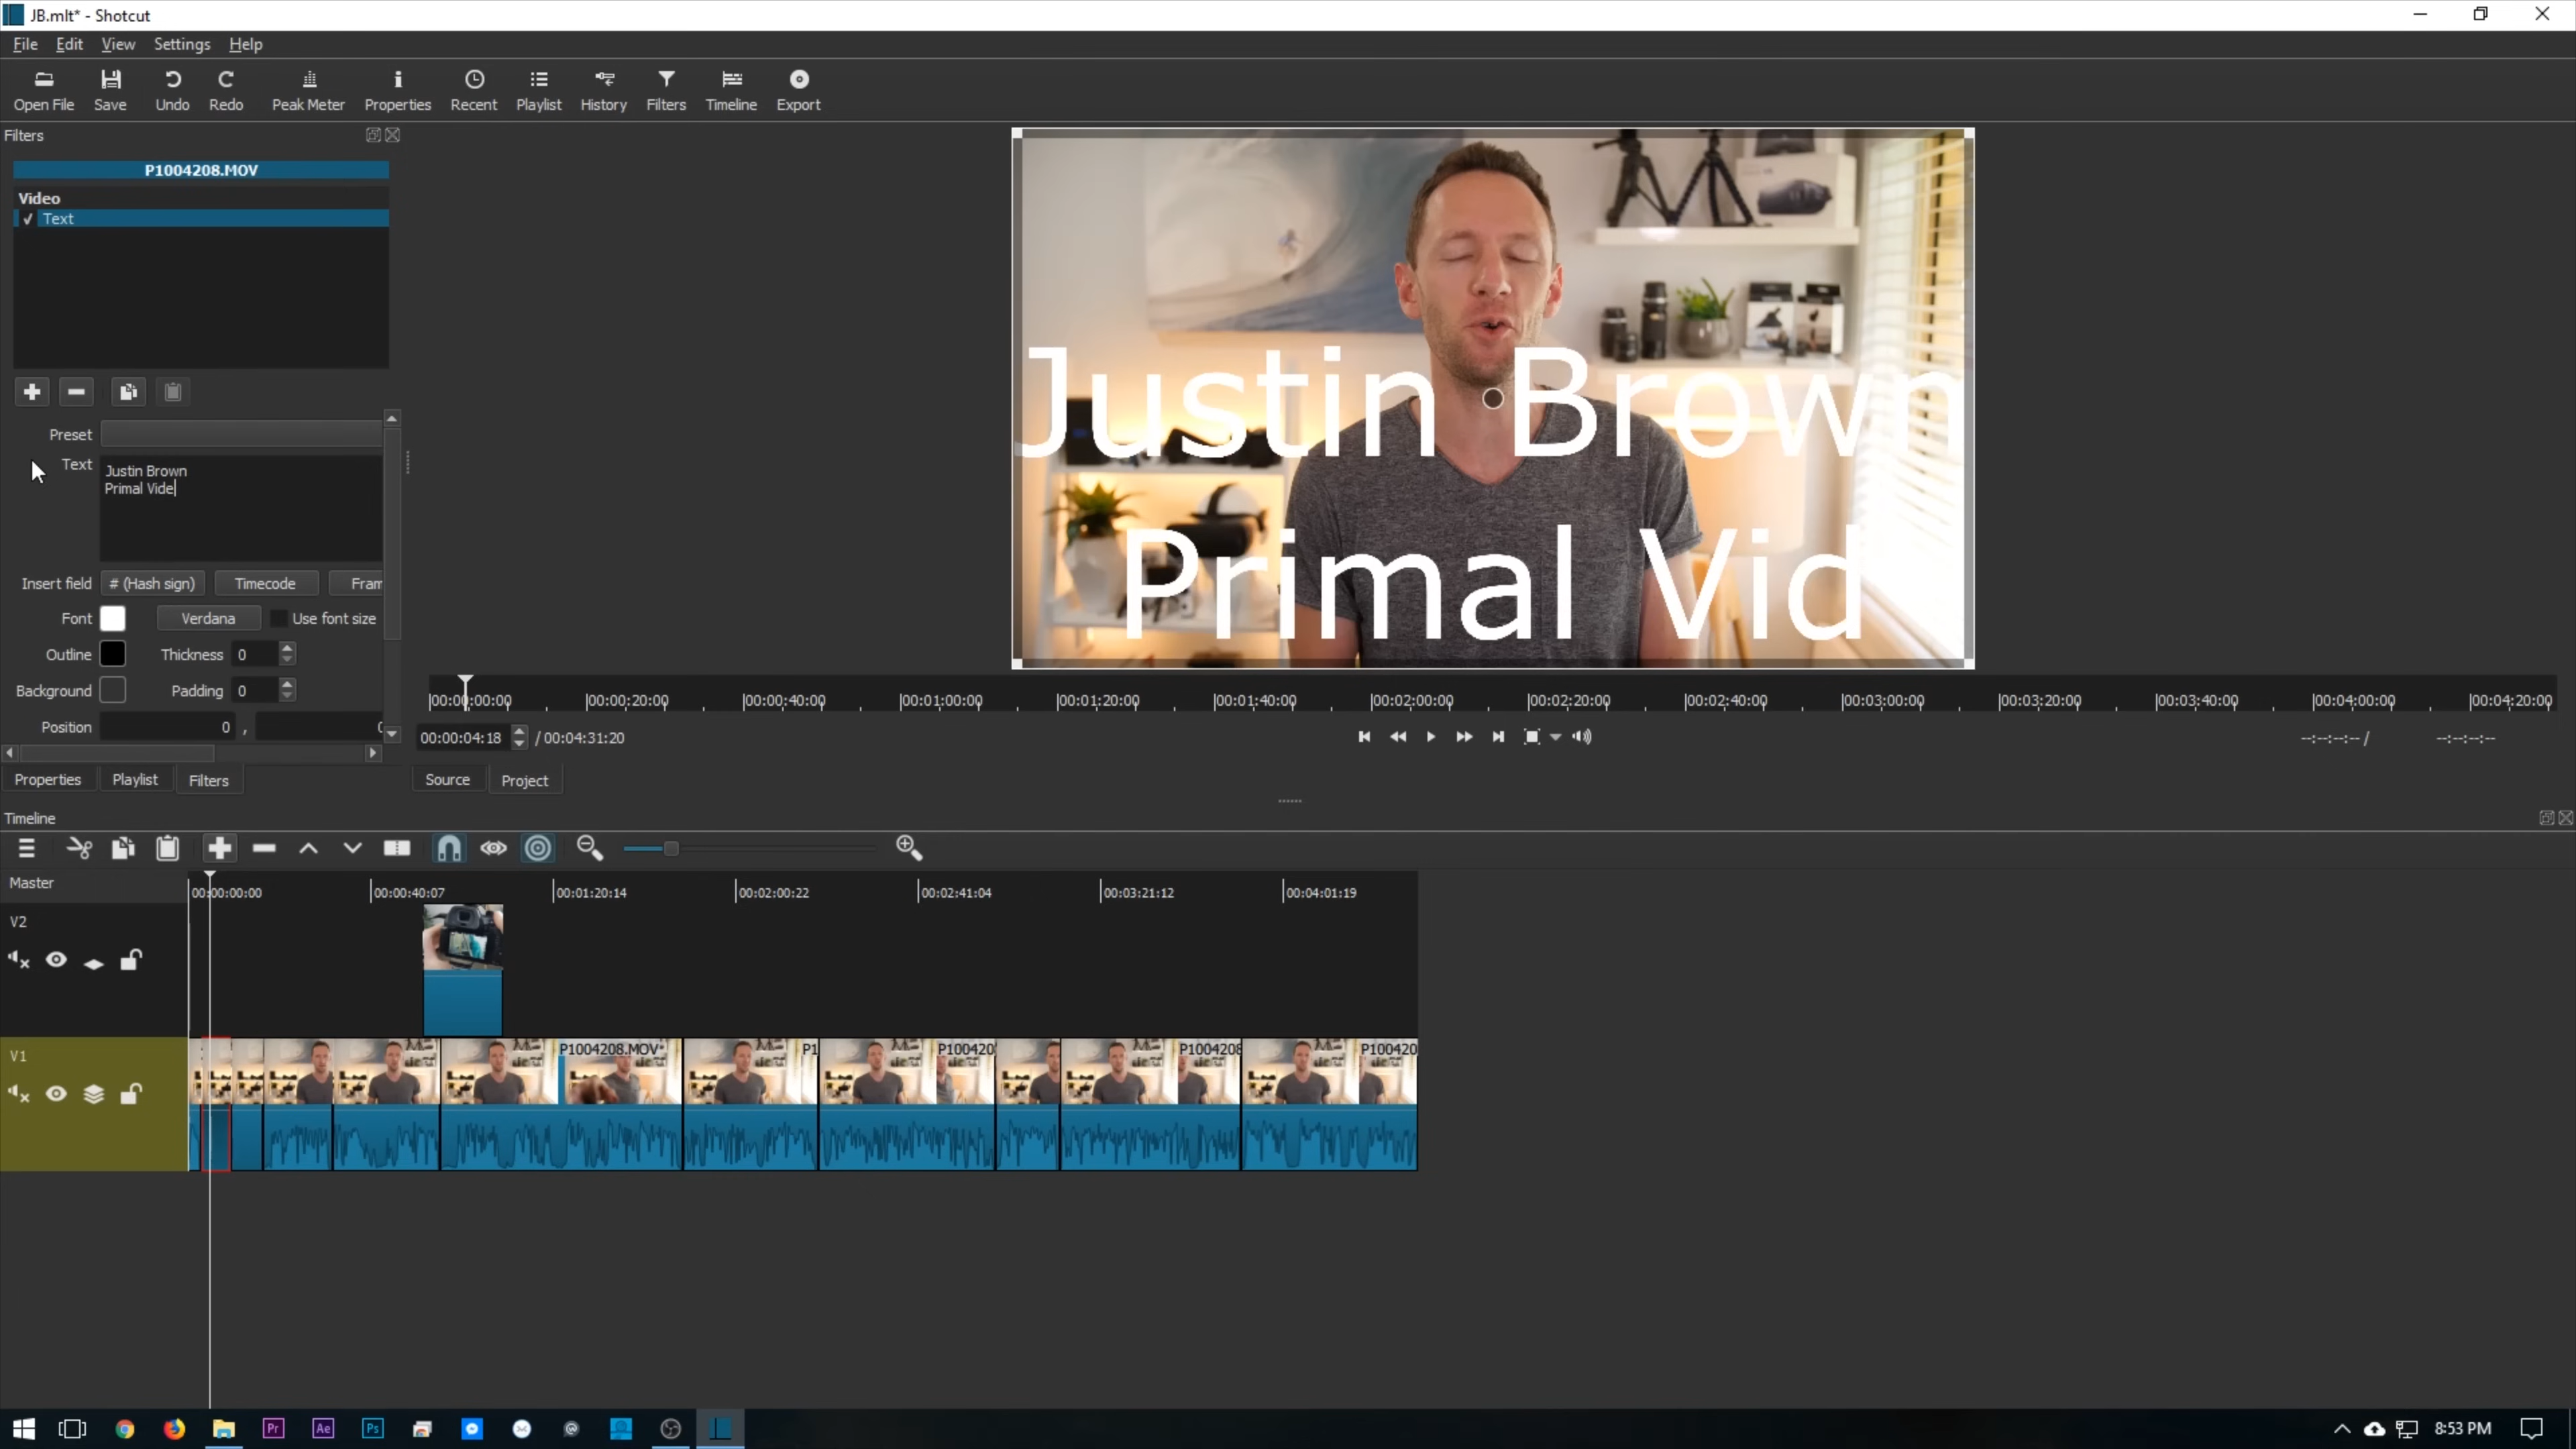 JB.mlt* - Shotcut
File Edit View Settings Help
Open File Save Undo Redo Peak Meter Properties Recent Playlist History Filters Timeline Export
Filters
P1004208.MOV
Video
Text
Preset
Text
Justin Brown
Primal Vide
Insert field # (Hash sign) Timecode Fram
Font Verdana Use font size
Outline Thickness 0
Background Padding 0
Position 0 , 0
Properties Playlist Filters
Justin Brown
Primal Vid
00:00:00:00 00:00:20:00 00:00:40:00 00:01:00:00 00:01:20:00 00:01:40:00 00:02:00:00 00:02:20:00 00:02:40:00 00:03:00:00 00:03:20:00 00:03:40:00 00:04:00:00 00:04:20:00
00:00:04:18 / 00:04:31:20 --:--:--:-- / --:--:--:--
Source Project
Timeline
Master
00:00:00:00 00:00:40:07 00:01:20:14 00:02:00:22 00:02:41:04 00:03:21:12 00:04:01:19
V2
V1
P1004208.MOV* P1 P100420 P1004208 P100420
Pr Ae Ps
8:53 PM